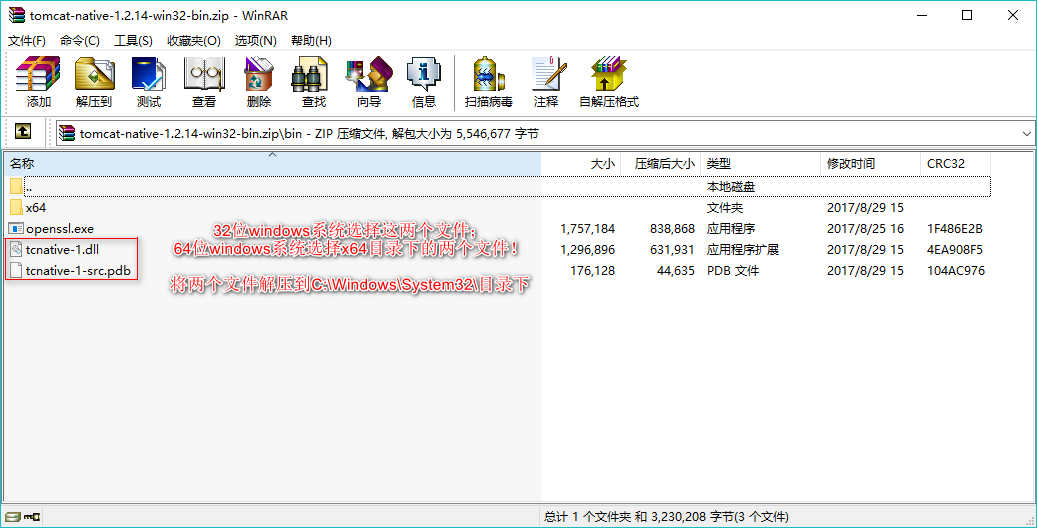 tomcat-native-1.2.14-win32-bin.zip - WinRAR
文件(F) 命令(C) 工具(S) 收藏夹(O) 选项(N) 帮助(H)
添加 解压到 测试 查看 删除 查找 向导 信息 扫描病毒 注释 自解压格式
tomcat-native-1.2.14-win32-bin.zip\bin - ZIP 压缩文件, 解包大小为 5,546,677 字节
名称 大小 压缩后大小 类型 修改时间 CRC32
.. 本地磁盘
x64 文件夹 2017/8/29 15
openssl.exe 1,757,184 838,868 应用程序 2017/8/25 16 1F486E2B
tcnative-1.dll 1,296,896 631,931 应用程序扩展 2017/8/29 15 4EA908F5
tcnative-1-src.pdb 176,128 44,635 PDB 文件 2017/8/29 15 104AC976
32位windows系统选择这两个文件;
64位windows系统选择x64目录下的两个文件！
将两个文件解压到C:\Windows\System32\目录下
总计 1 个文件夹 和 3,230,208 字节(3 个文件)